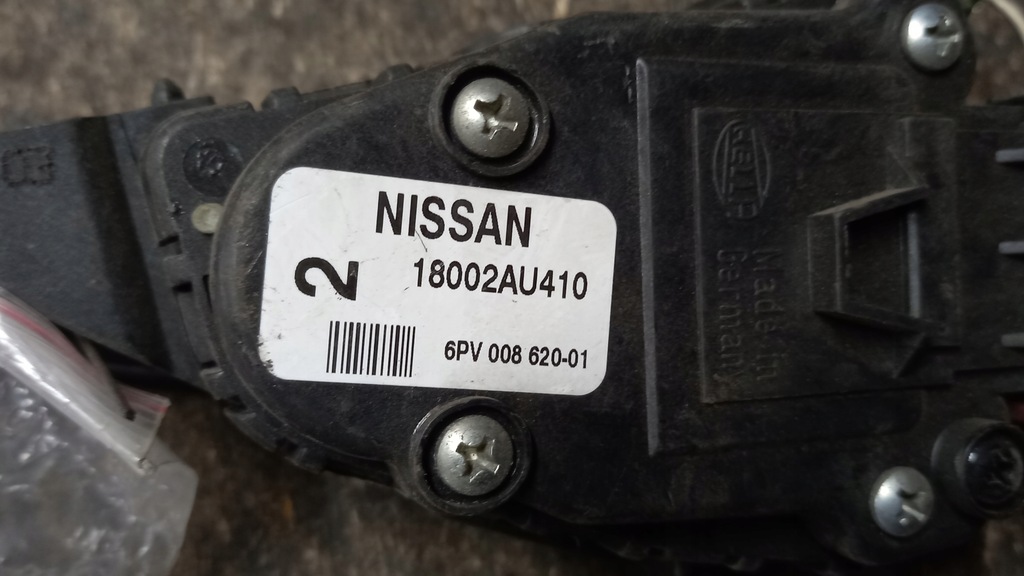 NISSAN
2
18002AU410
6PV 008 620-01
HELLA
Made in
Germany